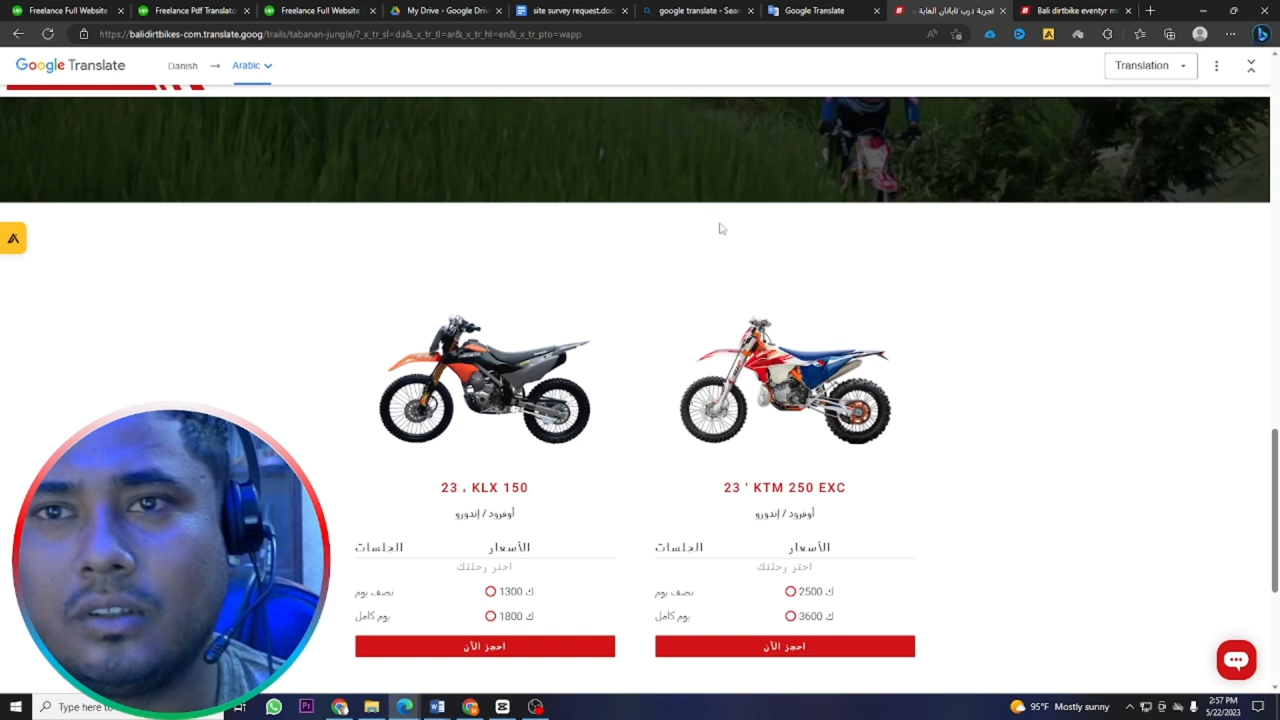 Freelance Full Website
Freelance Pdf Translato
Freelance Full Website
My Drive - Google Driv
site survey request.doc
google translate - Sear
Google Translate
تجربة درب تابانان الغابة -
Bali dirtbike eventyr m
https://balidirtbikes-com.translate.goog/trails/tabanan-jungle/?_x_tr_sl=da&_x_tr_tl=ar&_x_tr_hl=en&_x_tr_pto=wapp
Google Translate
Danish → Arabic
Translation
23 ، KLX 150
أوفرود / إندورو
الجلسات الأسعار
اختر رحلتك
نصف يوم 1300 ك
يوم كامل 1800 ك
احجز الآن
23 ' KTM 250 EXC
أوفرود / إندورو
الجلسات الأسعار
اختر رحلتك
نصف يوم 2500 ك
يوم كامل 3600 ك
احجز الآن
Type here to
95°F Mostly sunny
2:57 PM
5/22/2023